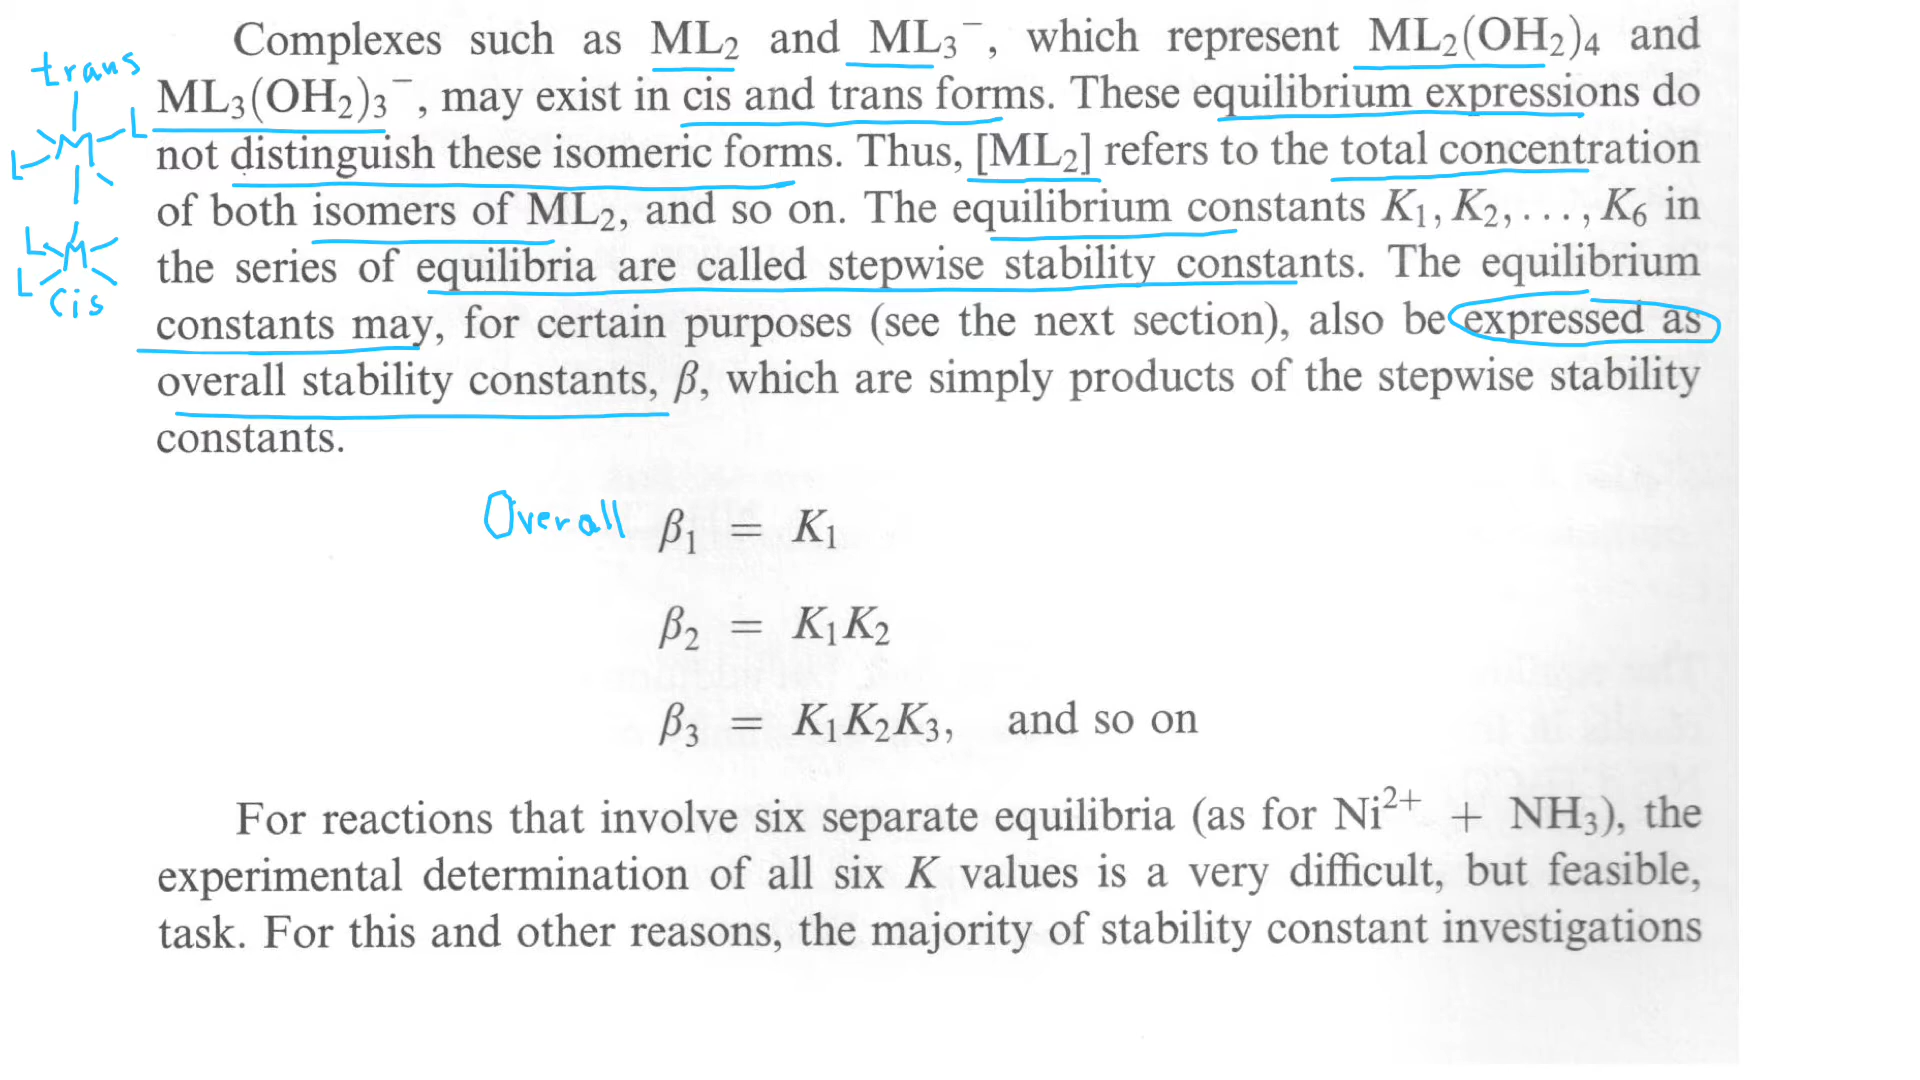 Complexes such as ML₂ and ML₃⁻, which represent ML₂(OH₂)₄ and
trans
ML₃(OH₂)₃⁻, may exist in cis and trans forms. These equilibrium expressions do
M L
L
not distinguish these isomeric forms. Thus, [ML₂] refers to the total concentration
of both isomers of ML₂, and so on. The equilibrium constants K₁, K₂, . . . , K₆ in
L M
the series of equilibria are called stepwise stability constants. The equilibrium
L
cis
constants may, for certain purposes (see the next section), also be expressed as
overall stability constants, β, which are simply products of the stepwise stability
constants.
Overall β₁ = K₁
β₂ = K₁K₂
β₃ = K₁K₂K₃, and so on
For reactions that involve six separate equilibria (as for Ni²⁺ + NH₃), the
experimental determination of all six K values is a very difficult, but feasible,
task. For this and other reasons, the majority of stability constant investigations